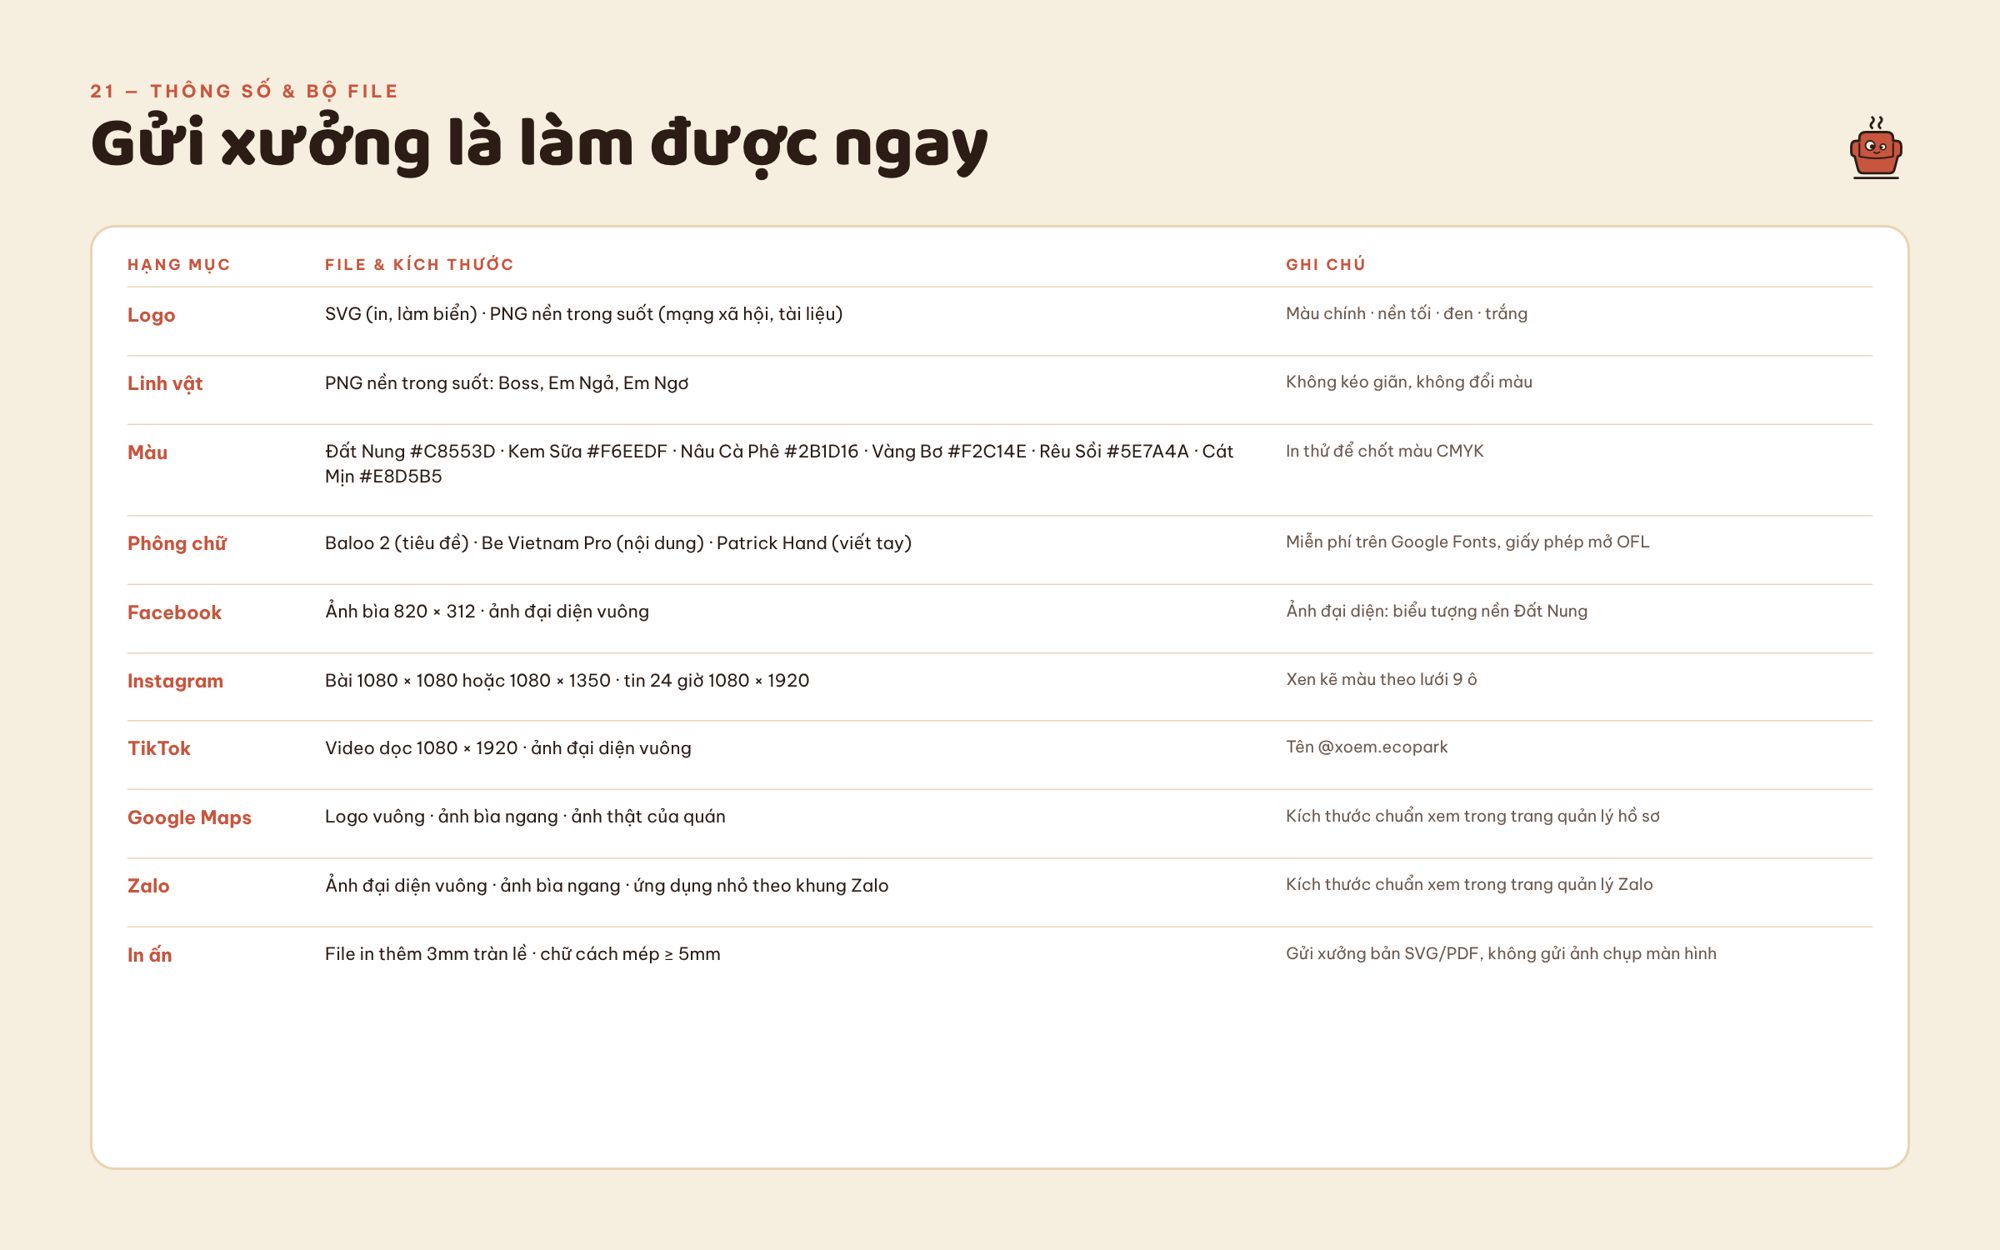 21 — THÔNG SỐ & BỘ FILE
Gửi xưởng là làm được ngay
HẠNG MỤC FILE & KÍCH THƯỚC GHI CHÚ
Logo SVG (in, làm biển) · PNG nền trong suốt (mạng xã hội, tài liệu) Màu chính · nền tối · đen · trắng
Linh vật PNG nền trong suốt: Boss, Em Ngả, Em Ngơ Không kéo giãn, không đổi màu
Màu Đất Nung #C8553D · Kem Sữa #F6EEDF · Nâu Cà Phê #2B1D16 · Vàng Bơ #F2C14E · Rêu Sồi #5E7A4A · Cát In thử để chốt màu CMYK
Mịn #E8D5B5
Phông chữ Baloo 2 (tiêu đề) · Be Vietnam Pro (nội dung) · Patrick Hand (viết tay) Miễn phí trên Google Fonts, giấy phép mở OFL
Facebook Ảnh bìa 820 × 312 · ảnh đại diện vuông Ảnh đại diện: biểu tượng nền Đất Nung
Instagram Bài 1080 × 1080 hoặc 1080 × 1350 · tin 24 giờ 1080 × 1920 Xen kẽ màu theo lưới 9 ô
TikTok Video dọc 1080 × 1920 · ảnh đại diện vuông Tên @xoem.ecopark
Google Maps Logo vuông · ảnh bìa ngang · ảnh thật của quán Kích thước chuẩn xem trong trang quản lý hồ sơ
Zalo Ảnh đại diện vuông · ảnh bìa ngang · ứng dụng nhỏ theo khung Zalo Kích thước chuẩn xem trong trang quản lý Zalo
In ấn File in thêm 3mm tràn lề · chữ cách mép ≥ 5mm Gửi xưởng bản SVG/PDF, không gửi ảnh chụp màn hình